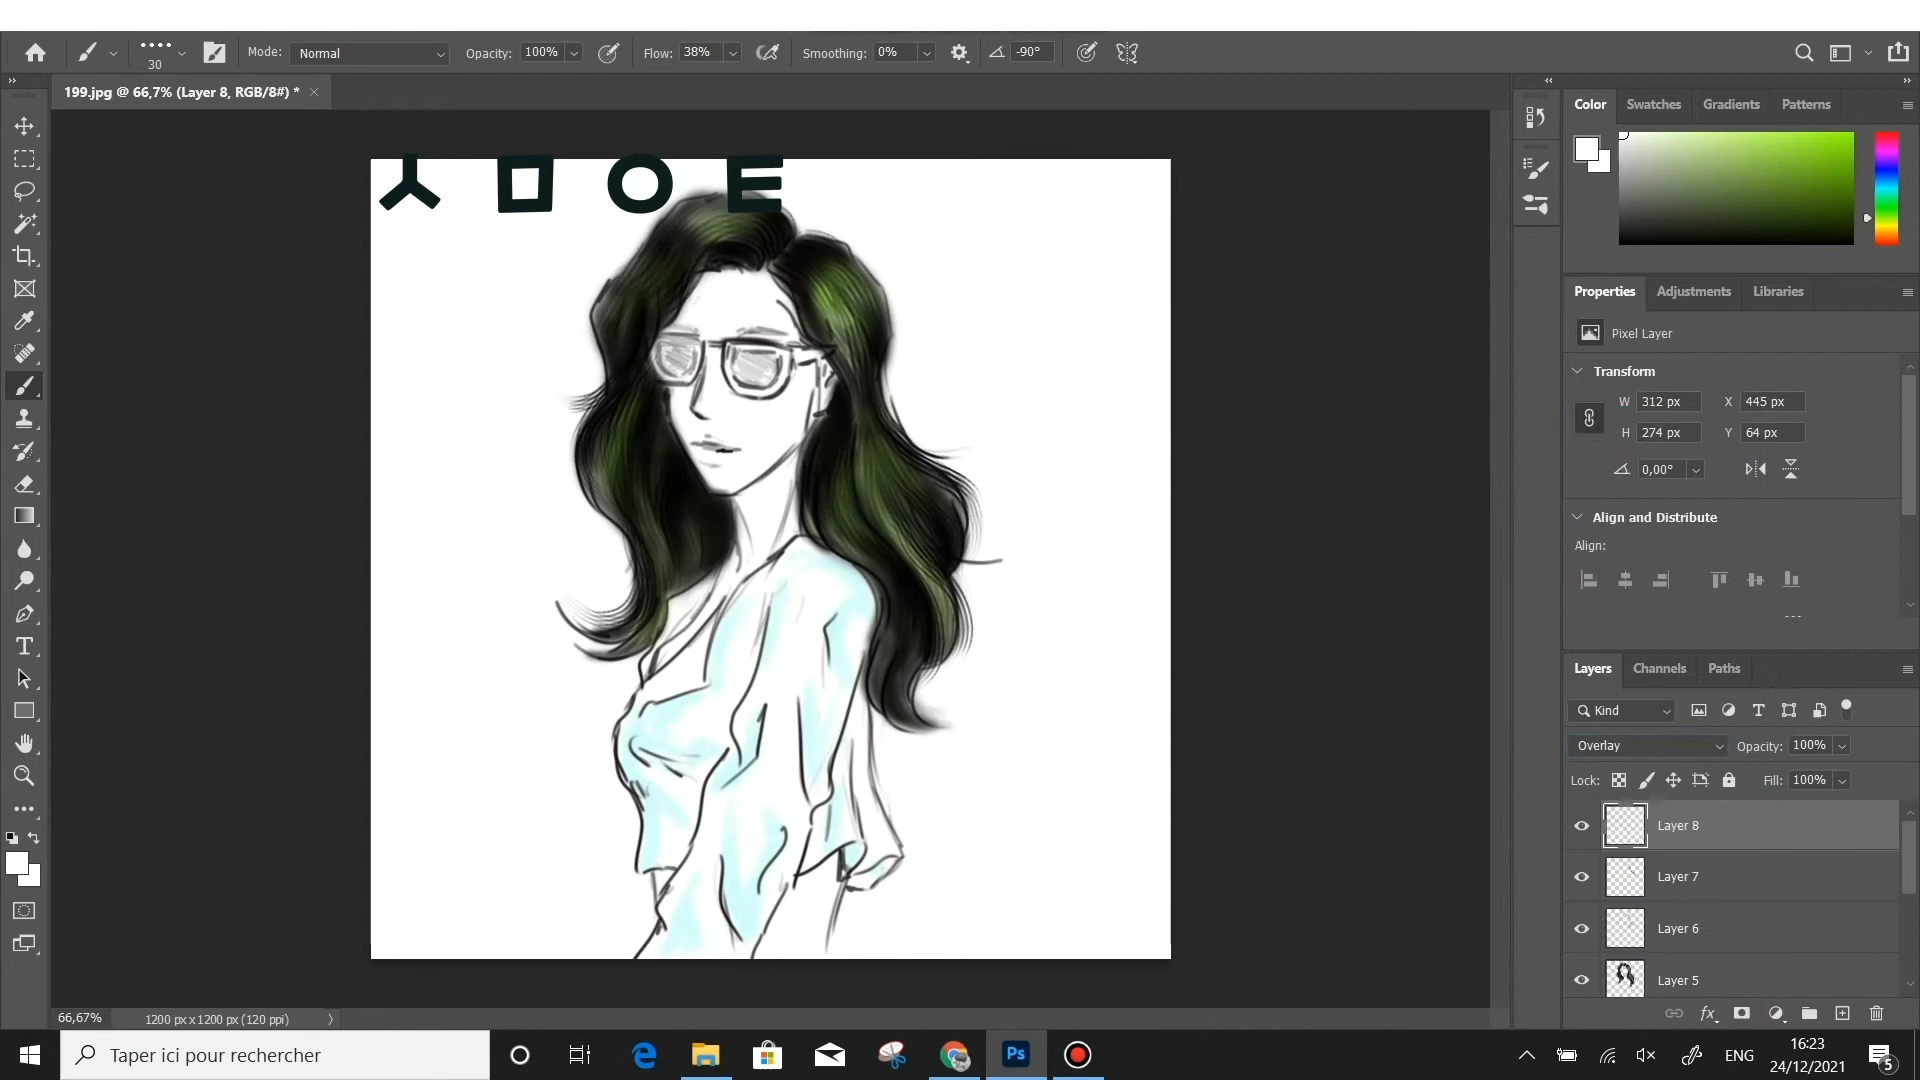 30
Mode:
Normal
Opacity:
100%
Flow:
38%
Smoothing:
0%
-90°
199.jpg @ 66,7% (Layer 8, RGB/8#) *
ㅅㅁㅇㅌ
Color
Swatches
Gradients
Patterns
Properties
Adjustments
Libraries
Pixel Layer
Transform
W
312 px
X
445 px
H
274 px
Y
64 px
0,00°
Align and Distribute
Align:
Layers
Channels
Paths
Kind
Overlay
Opacity:
100%
Lock:
Fill:
100%
Layer 8
Layer 7
Layer 6
Layer 5
66,67%
1200 px x 1200 px (120 ppi)
Taper ici pour rechercher
Ps
ENG
16:23
24/12/2021
5